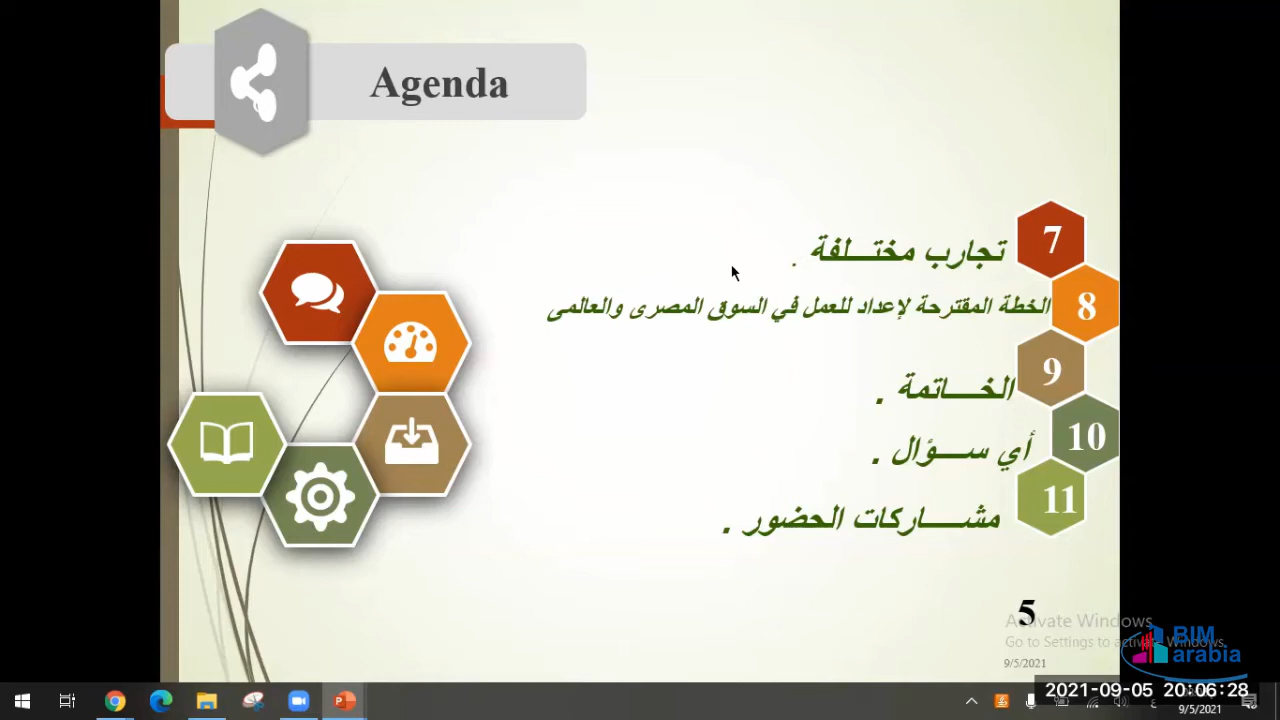 Agenda
7 تجارب مختـــلفة .
8 الخطة المقترحة لإعداد للعمل في السوق المصرى والعالمى
9 الخـــاتمة .
10 أي ســـؤال .
11 مشـــاركات الحضور .
5
Activate Windows
Go to Settings to activate Windows.
BIM
arabia
9/5/2021
2021-09-05 20:06:28
9/5/2021